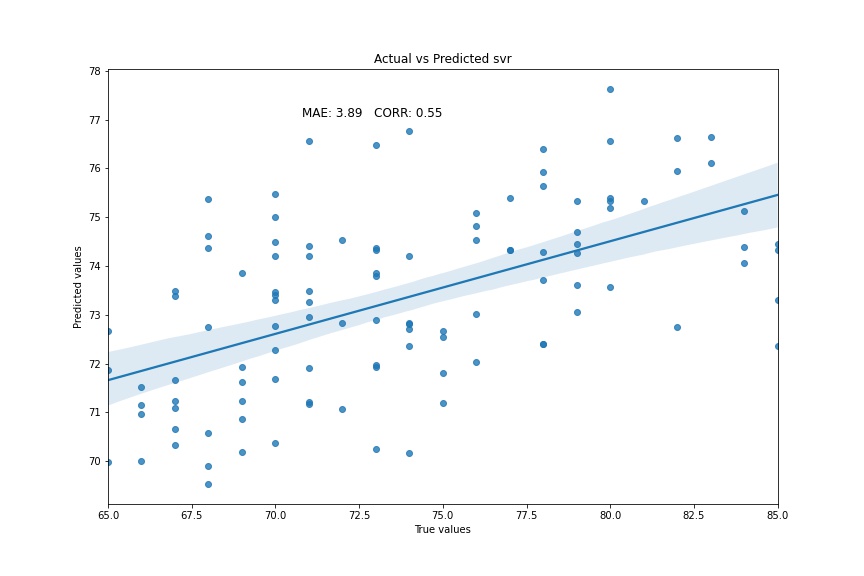 Actual vs Predicted svr
MAE: 3.89 CORR: 0.55
78
77
76
75
74
73
72
71
70
Predicted values
65.0 67.5 70.0 72.5 75.0 77.5 80.0 82.5 85.0
True values